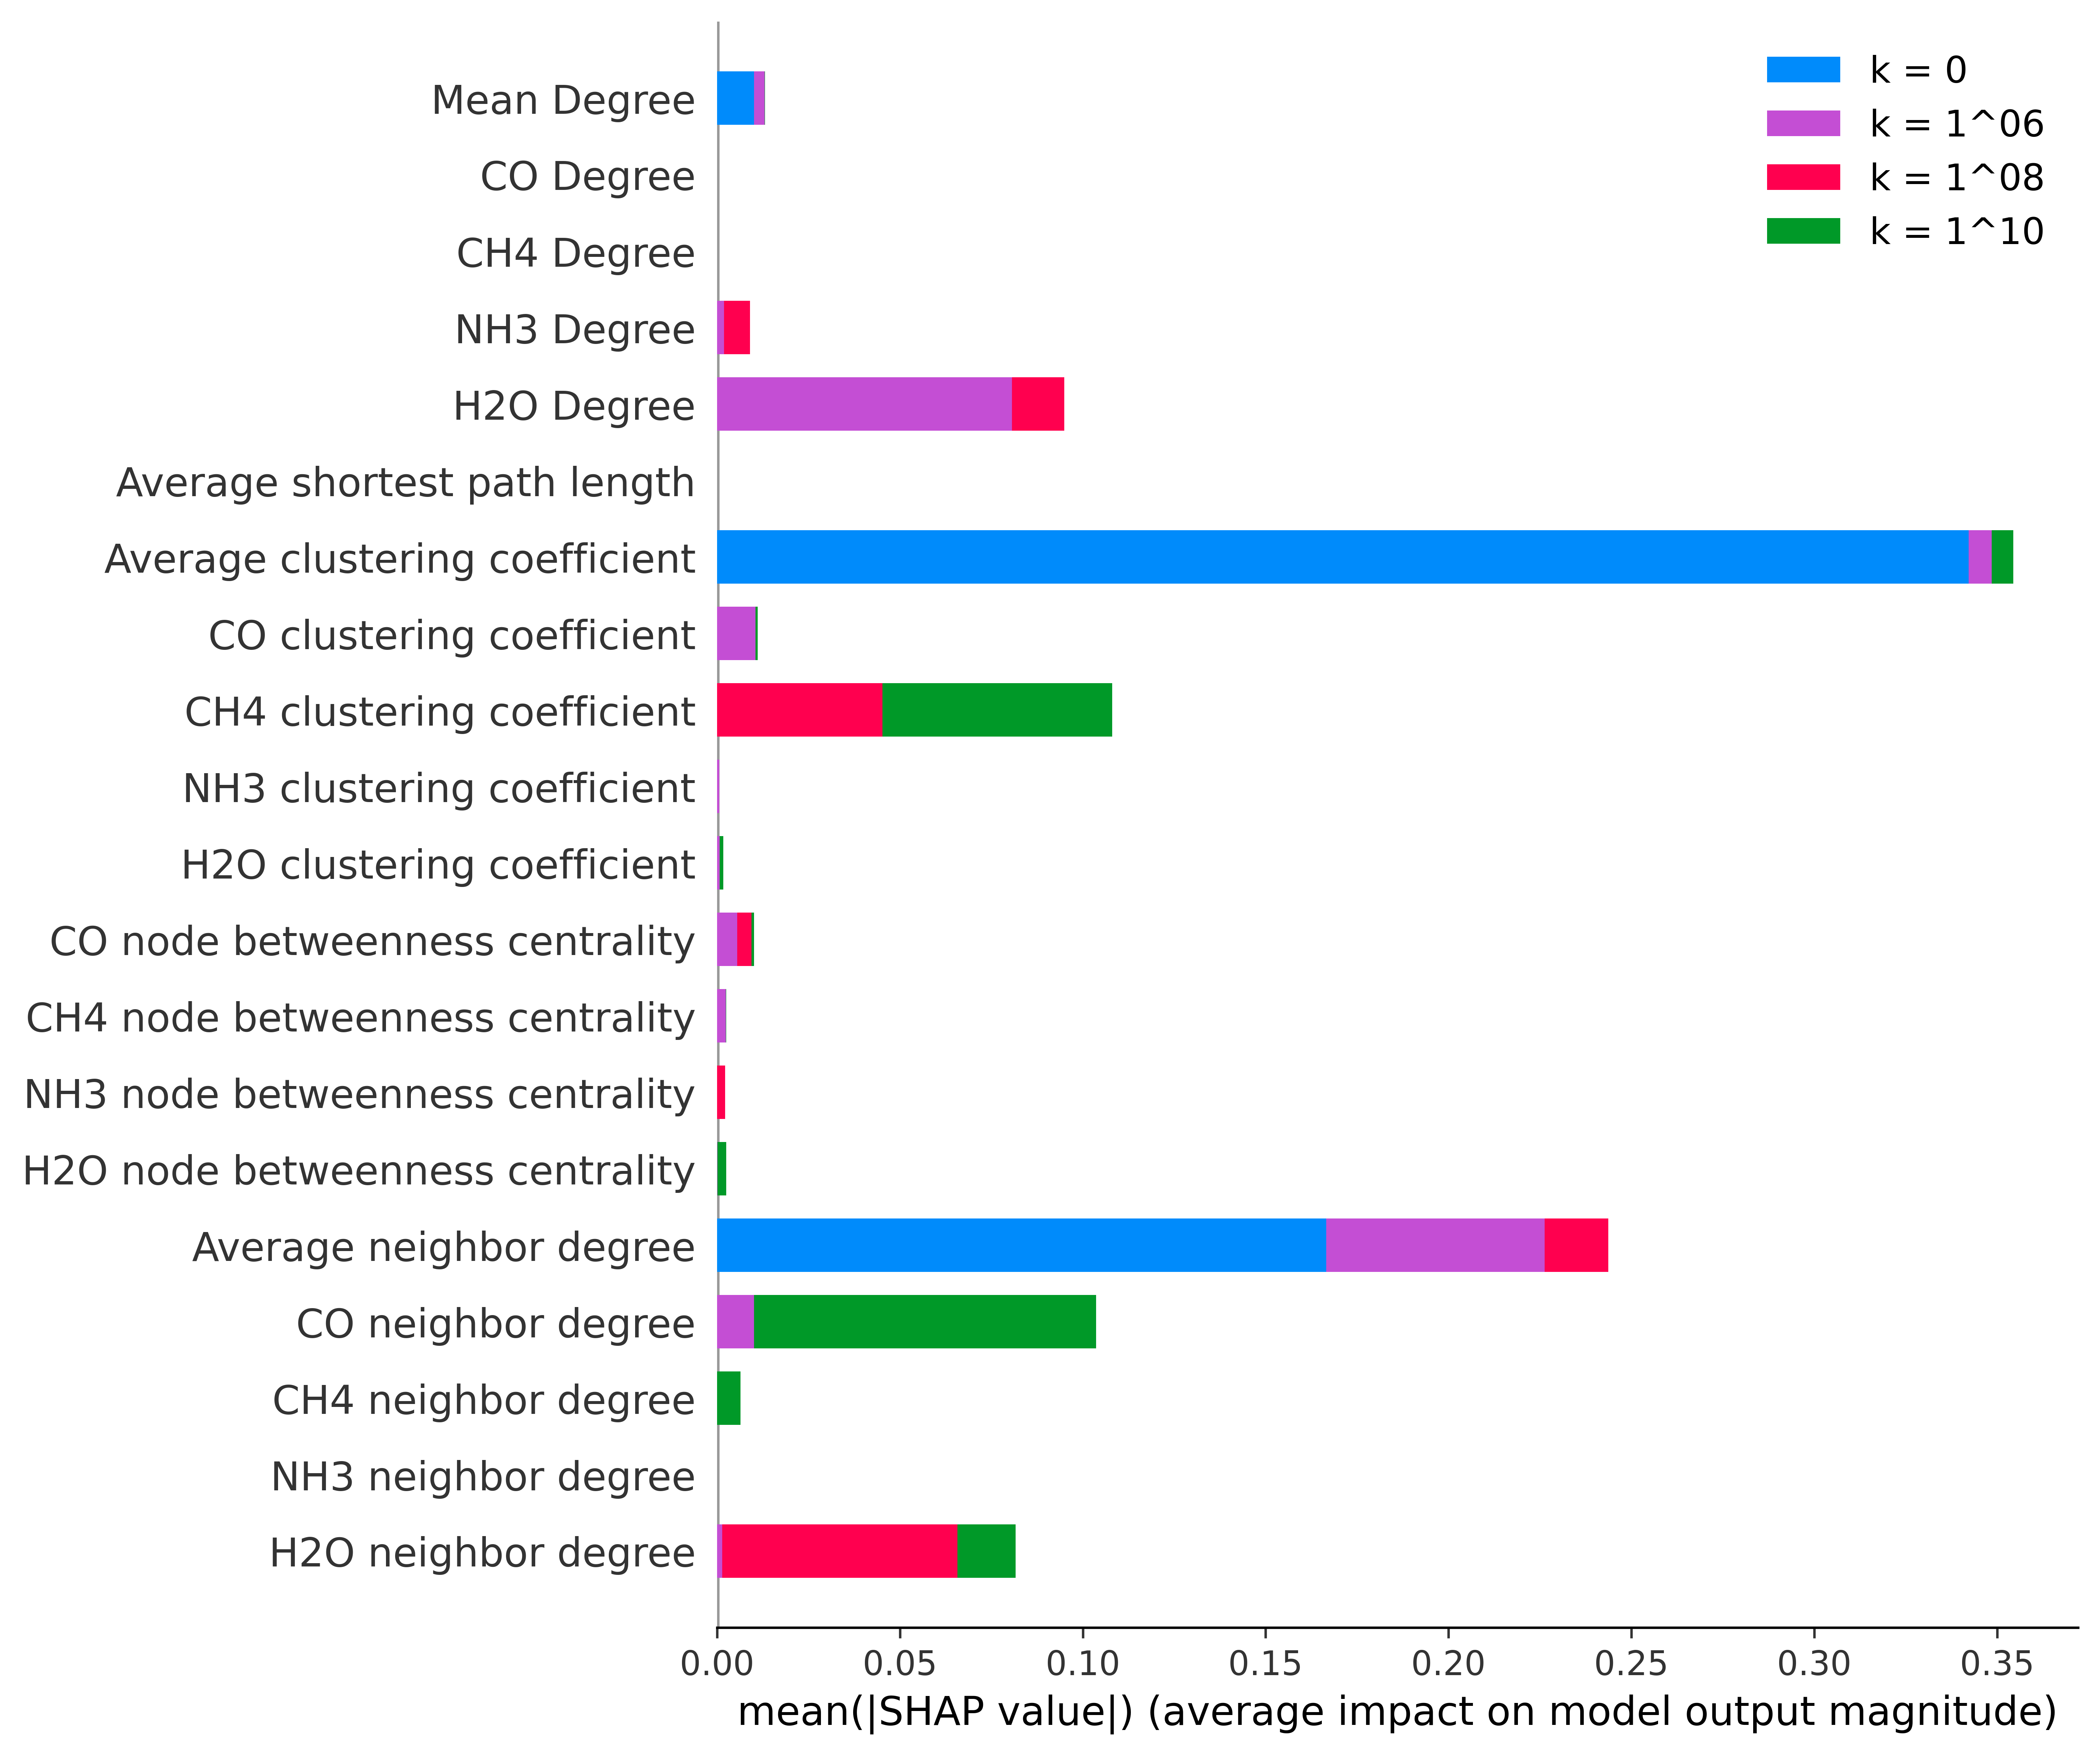 Mean Degree
CO Degree
CH4 Degree
NH3 Degree
H2O Degree
Average shortest path length
Average clustering coefficient
CO clustering coefficient
CH4 clustering coefficient
NH3 clustering coefficient
H2O clustering coefficient
CO node betweenness centrality
CH4 node betweenness centrality
NH3 node betweenness centrality
H2O node betweenness centrality
Average neighbor degree
CO neighbor degree
CH4 neighbor degree
NH3 neighbor degree
H2O neighbor degree
k = 0
k = 1^06
k = 1^08
k = 1^10
0.00 0.05 0.10 0.15 0.20 0.25 0.30 0.35
mean(|SHAP value|) (average impact on model output magnitude)